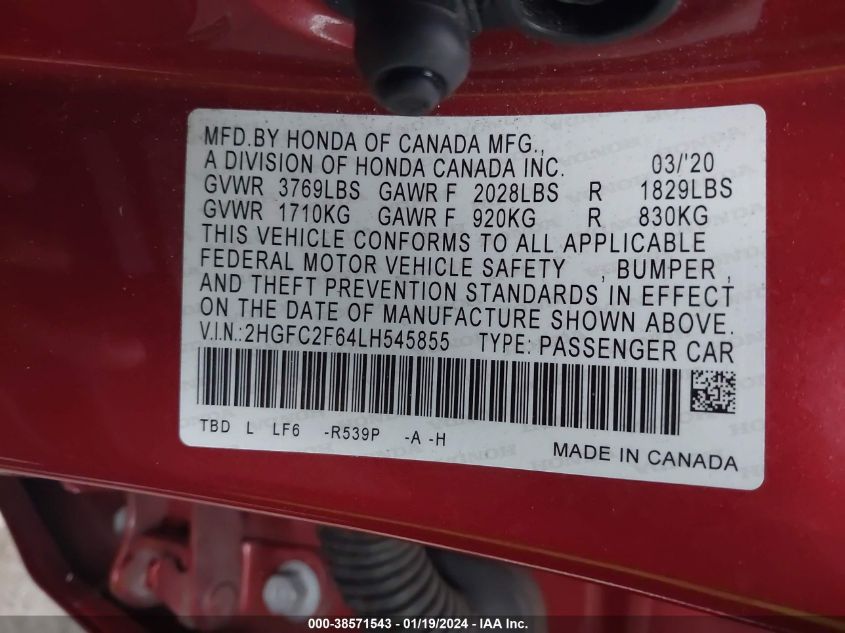 MFD.BY HONDA OF CANADA MFG.,
A DIVISION OF HONDA CANADA INC. 03/'20
GVWR 3769LBS GAWR F 2028LBS R 1829LBS
GVWR 1710KG GAWR F 920KG R 830KG
THIS VEHICLE CONFORMS TO ALL APPLICABLE
FEDERAL MOTOR VEHICLE SAFETY , BUMPER ,
AND THEFT PREVENTION STANDARDS IN EFFECT
ON THE DATE OF MANUFACTURE SHOWN ABOVE.
V.I.N.:2HGFC2F64LH545855 TYPE: PASSENGER CAR
TBD L LF6 -R539P -A -H
MADE IN CANADA
000-38571543 - 01/19/2024 - IAA Inc.